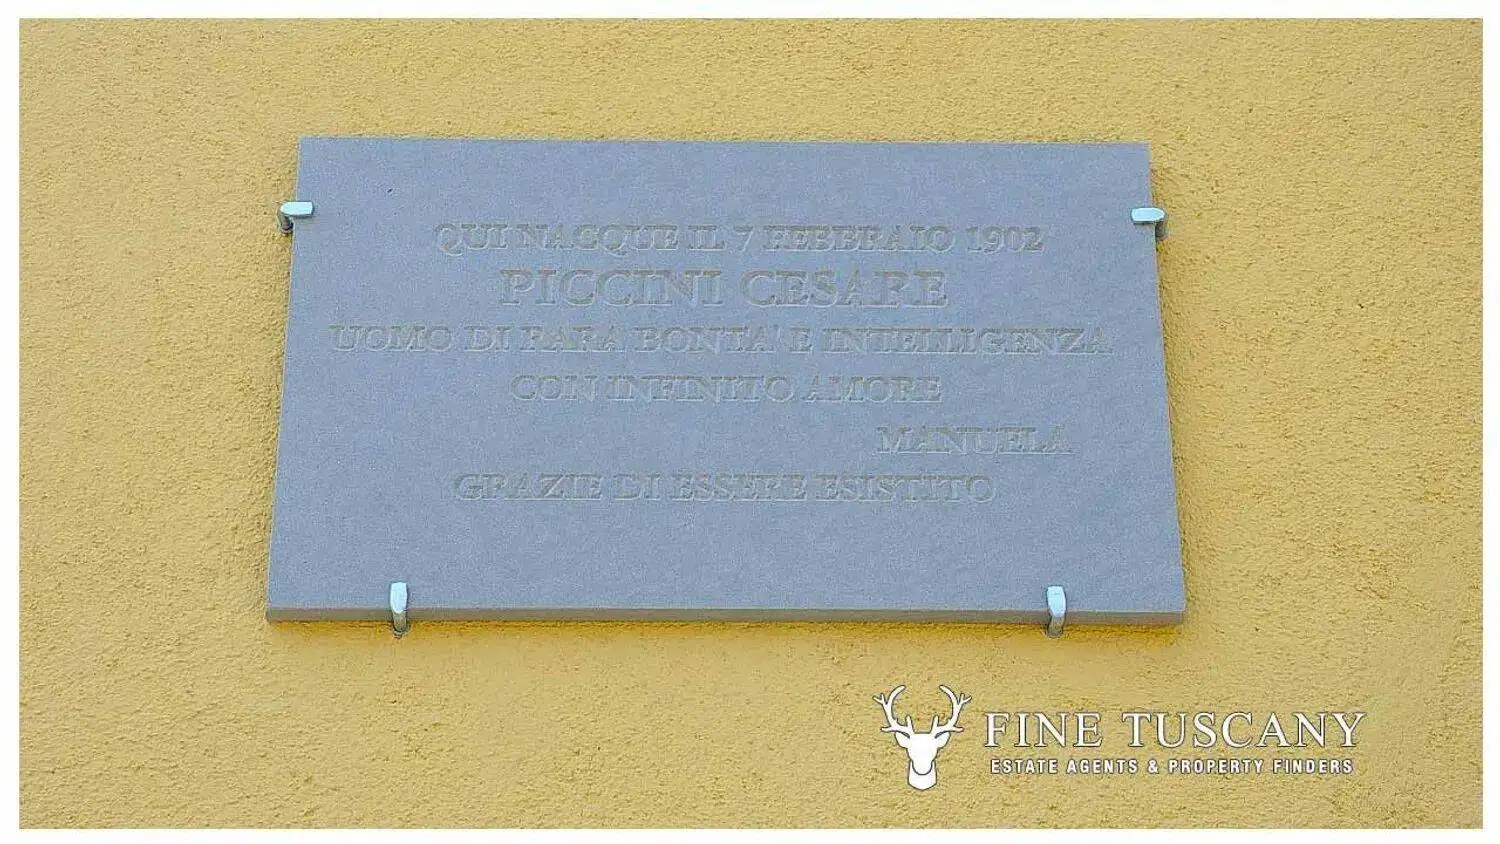 QUI NACQUE IL 7 FEBBRAIO 1902
PICCINI CESARE
UOMO DI RARA BONTA' E INTELLIGENZA
CON INFINITO AMORE
MANUELA
GRAZIE DI ESSERE ESISTITO
FINE TUSCANY
ESTATE AGENTS & PROPERTY FINDERS